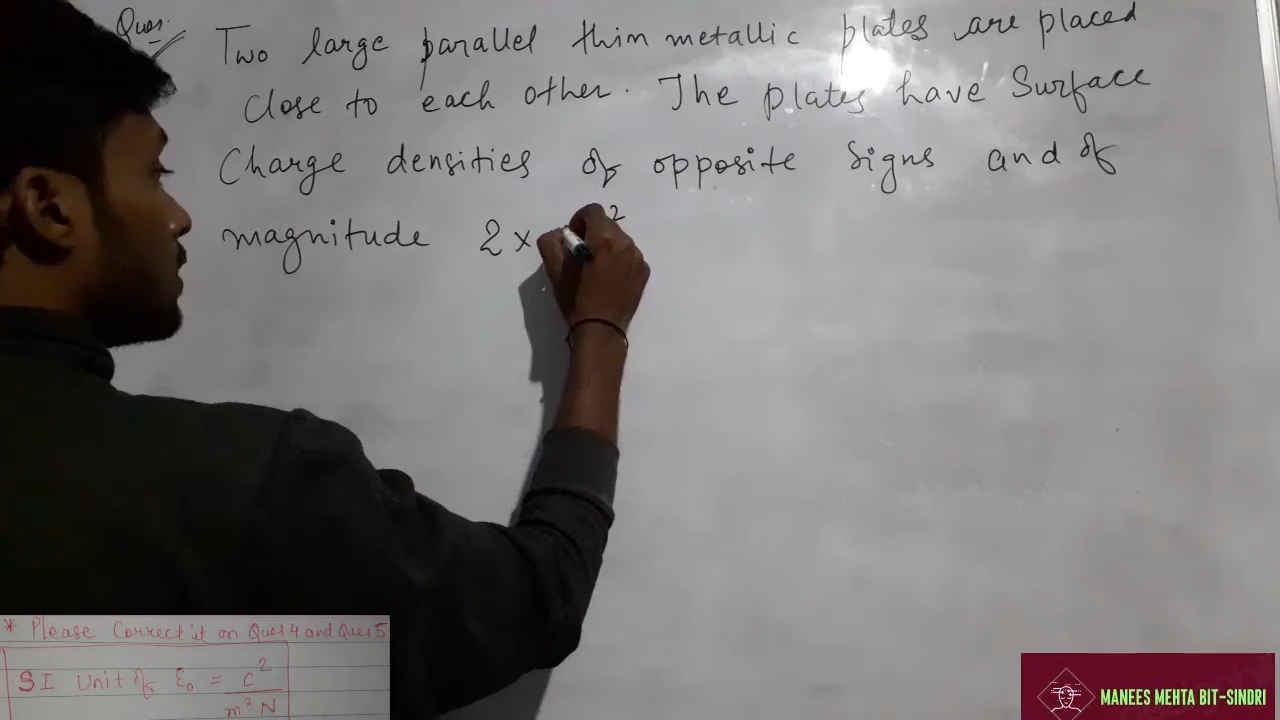 Ques.
Two large parallel thin metallic plates are placed
Close to each other. The plates have Surface
Charge densities of opposite Signs and of
magnitude 2 × 2
* Please Correct it on Ques 4 and Ques 5
SI Unit of ε₀ = C²
m² N
MANEES MEHTA BIT-SINDRI